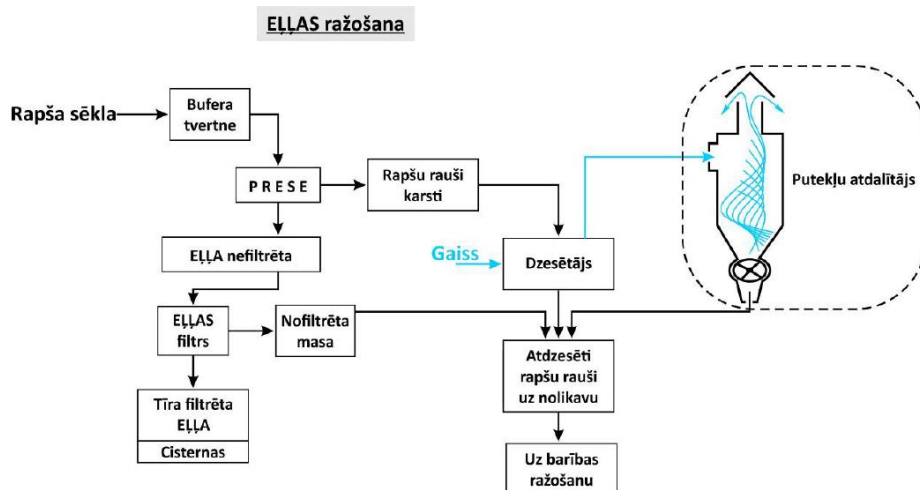 EĻĻAS ražošana
Rapša sēkla
Bufera
tvertne
PRESE
Rapšu rauši
karsti
Putekļu atdalītājs
EĻĻA nefiltrēta
Gaiss
Dzesētājs
EĻĻAS
filtrs
Nofiltrēta
masa
Atdzesēti
rapšu rauši
uz nolikavu
Tīra filtrēta
EĻĻA
Cisternas
Uz barības
ražošanu